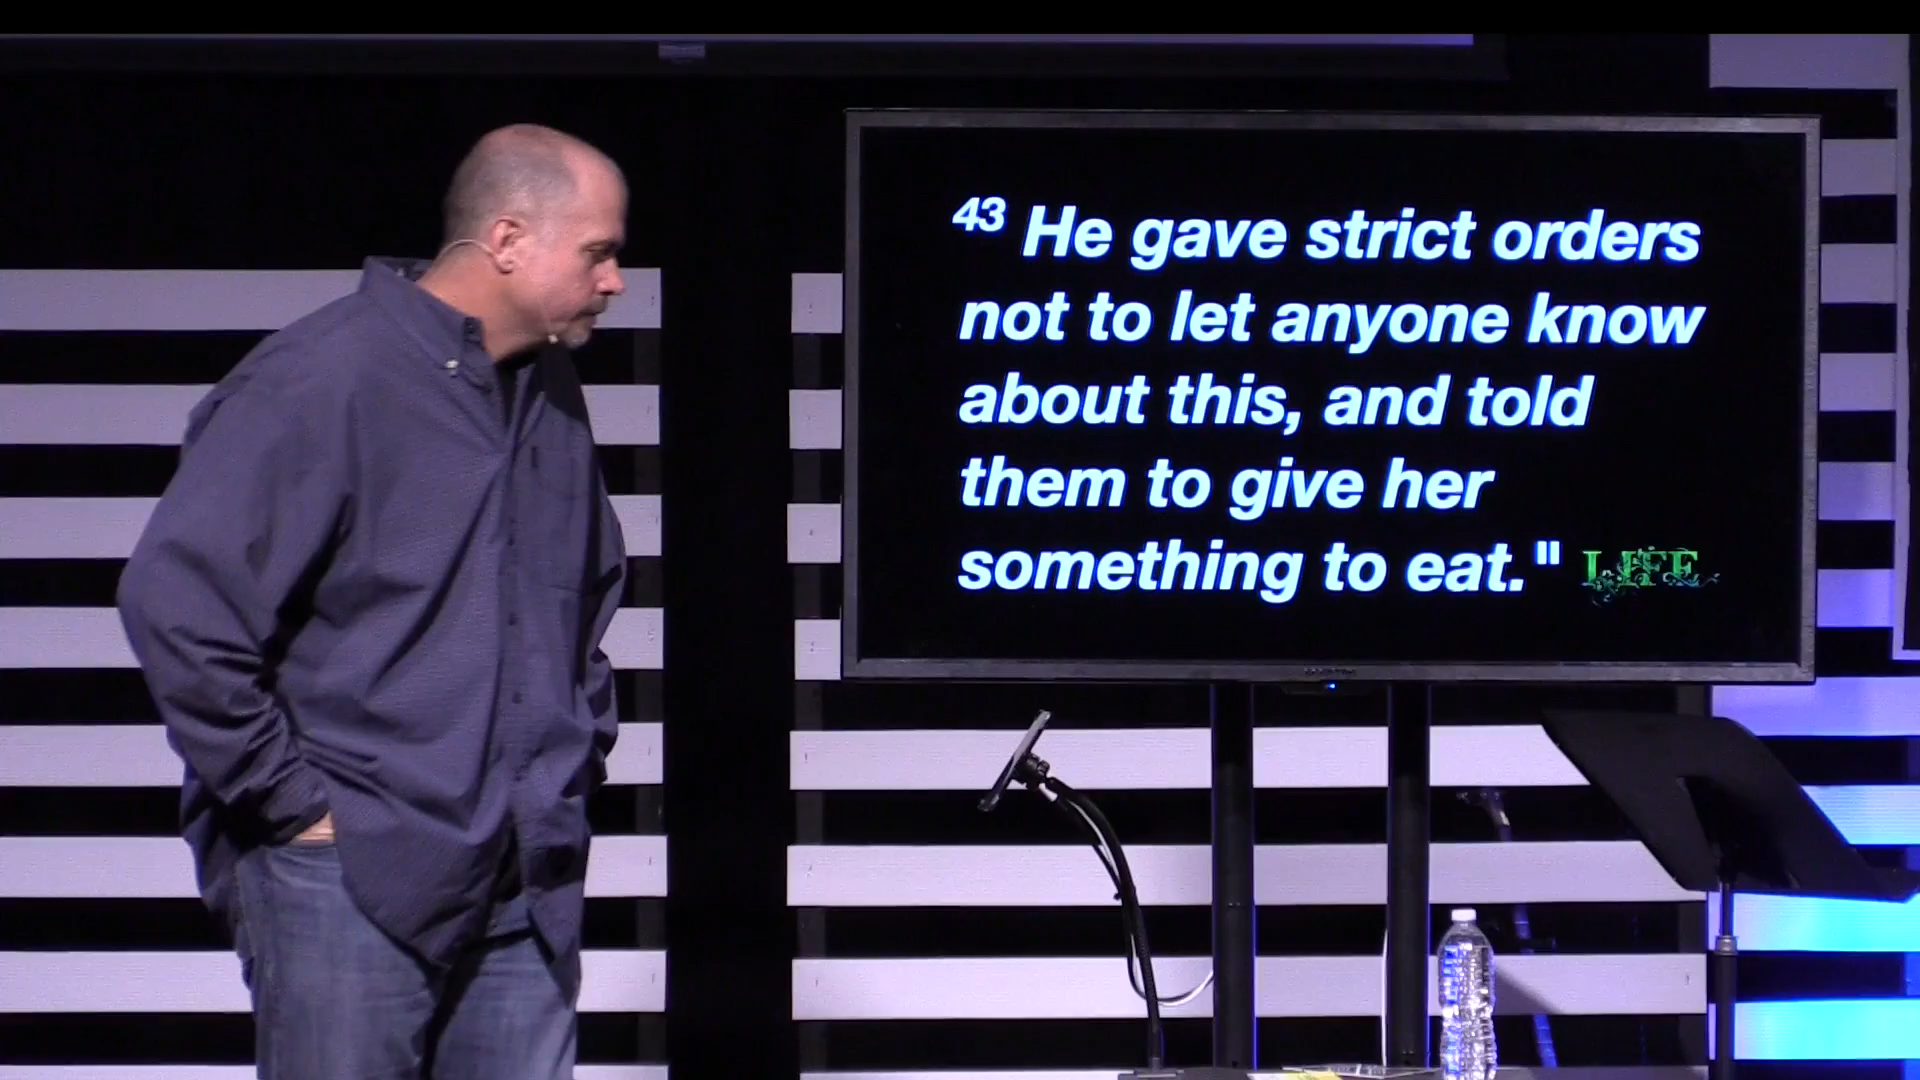 43 He gave strict orders
not to let anyone know
about this, and told
them to give her
something to eat."
LIFE